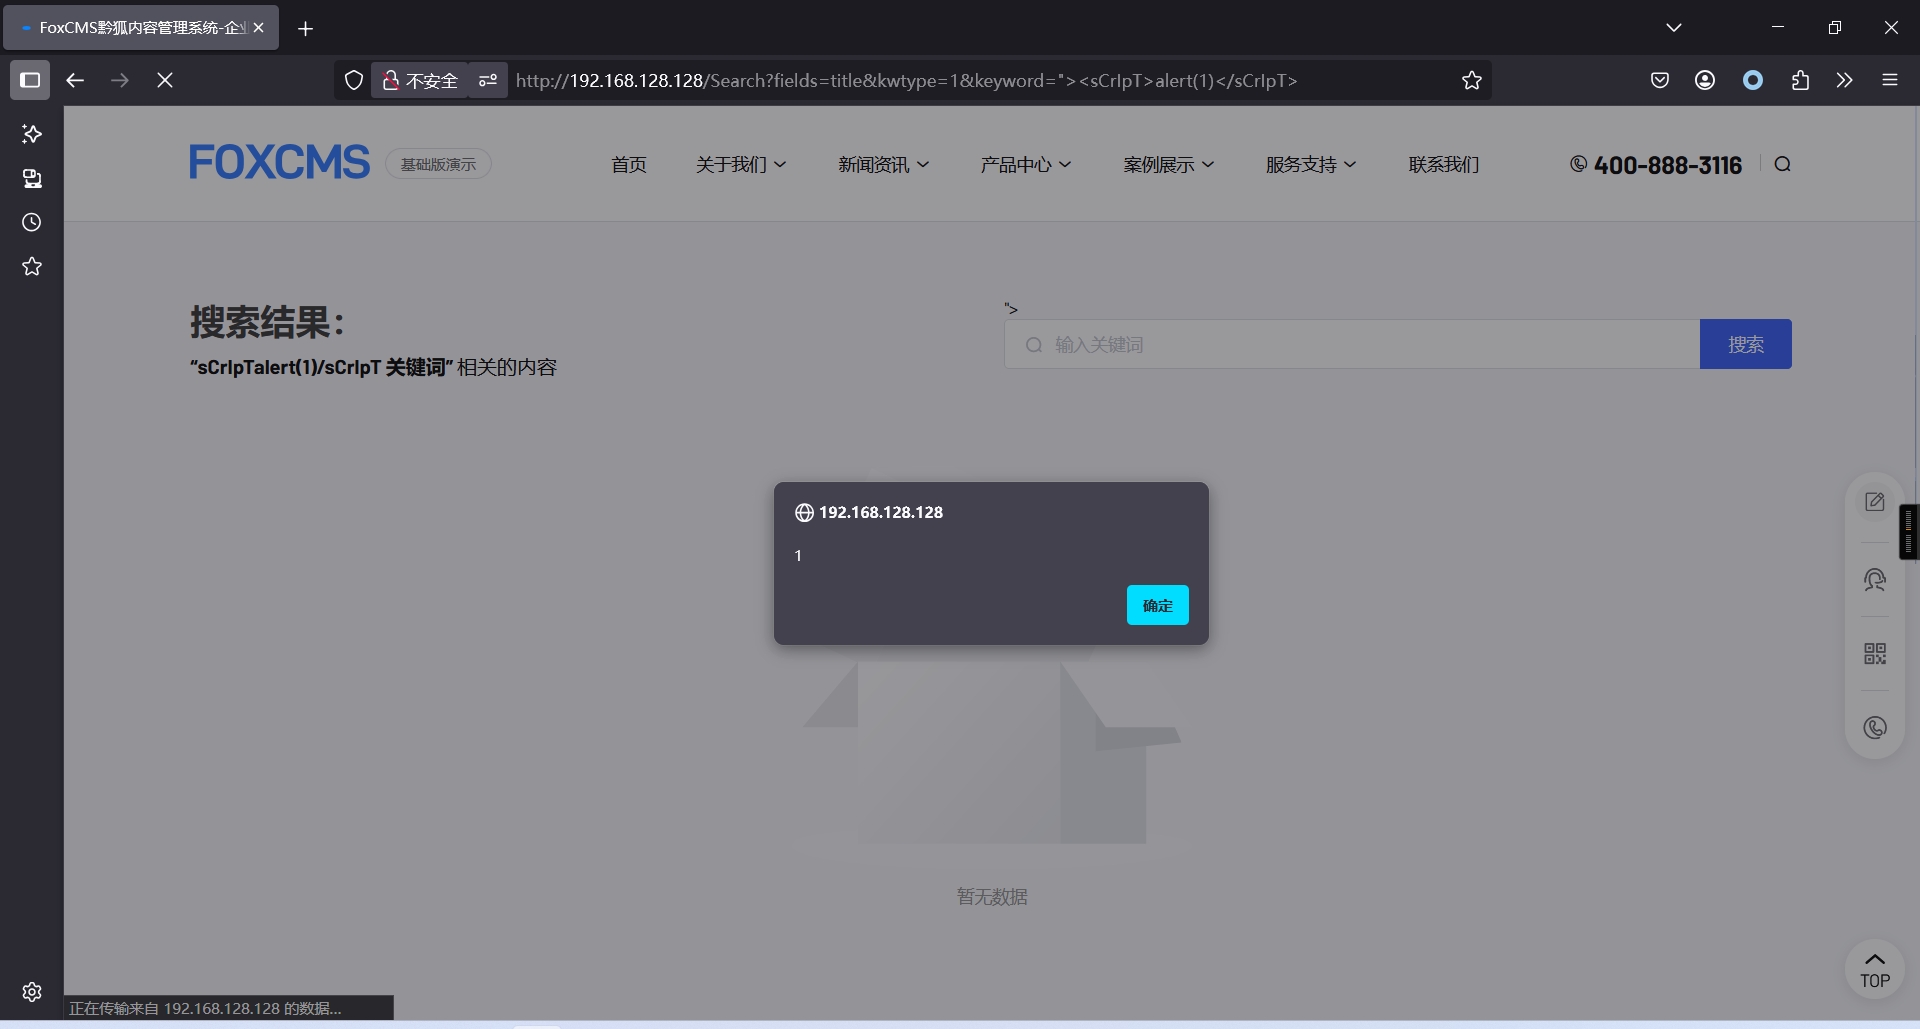 FoxCMS黔狐内容管理系统-企业
不安全
http://192.168.128.128/Search?fields=title&kwtype=1&keyword="><sCrIpT>alert(1)</sCrIpT>
FOXCMS 基础版演示 首页 关于我们 新闻资讯 产品中心 案例展示 服务支持 联系我们 400-888-3116
搜索结果：
“sCrIpTalert(1)/sCrIpT 关键词” 相关的内容
">
输入关键词 搜索
192.168.128.128
1
确定
暂无数据
TOP
正在传输来自 192.168.128.128 的数据...